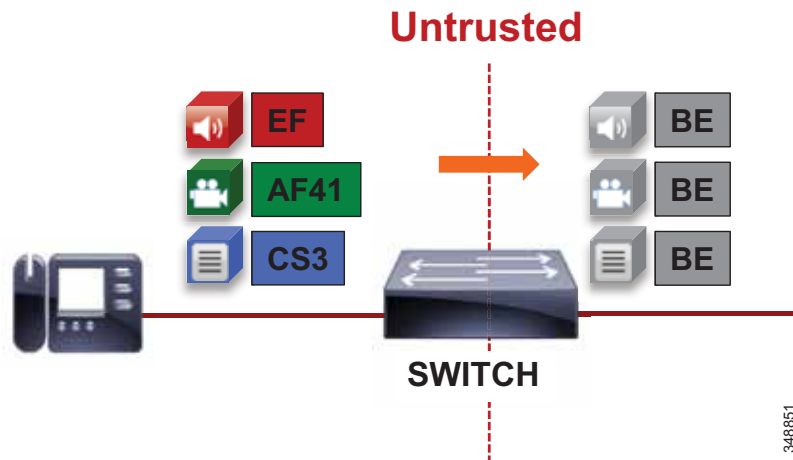 Untrusted
EF
BE
AF41
BE
CS3
BE
SWITCH
348851